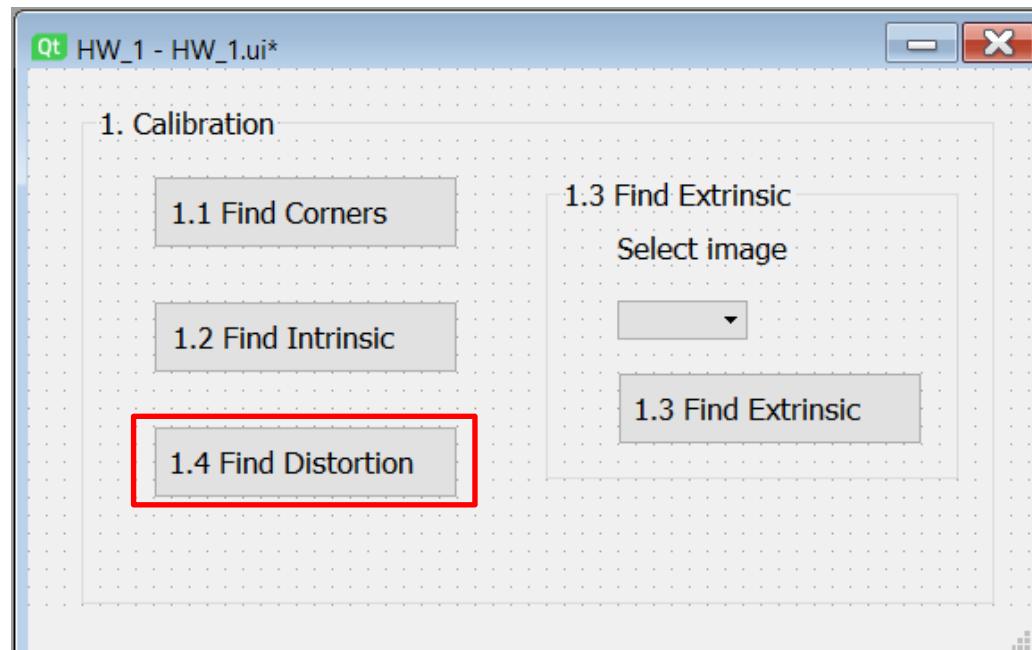 Qt HW_1 - HW_1.ui*
1. Calibration
1.1 Find Corners
1.2 Find Intrinsic
1.4 Find Distortion
1.3 Find Extrinsic
Select image
1.3 Find Extrinsic